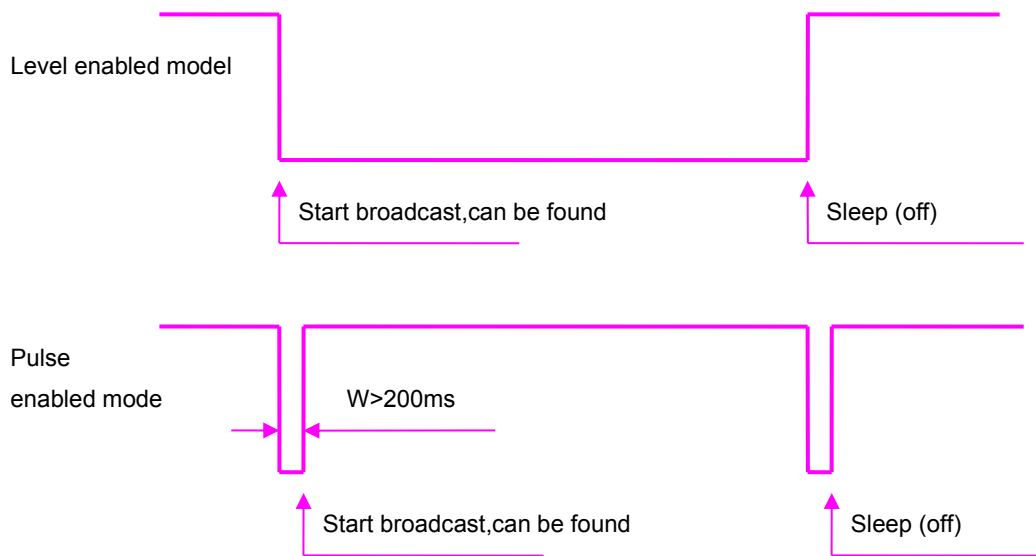 Level enabled model
Start broadcast,can be found
Sleep (off)
Pulse
enabled mode
W>200ms
Start broadcast,can be found
Sleep (off)